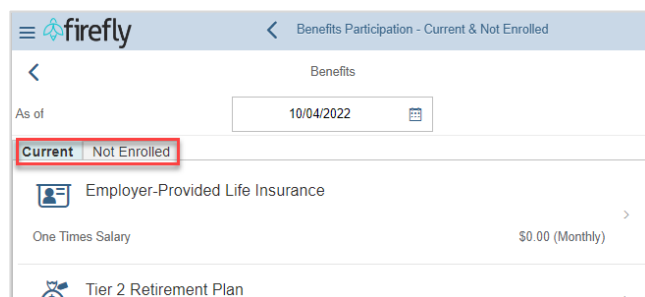 firefly
Benefits Participation - Current & Not Enrolled
Benefits
As of
10/04/2022
Current Not Enrolled
Employer-Provided Life Insurance
One Times Salary $0.00 (Monthly)
Tier 2 Retirement Plan